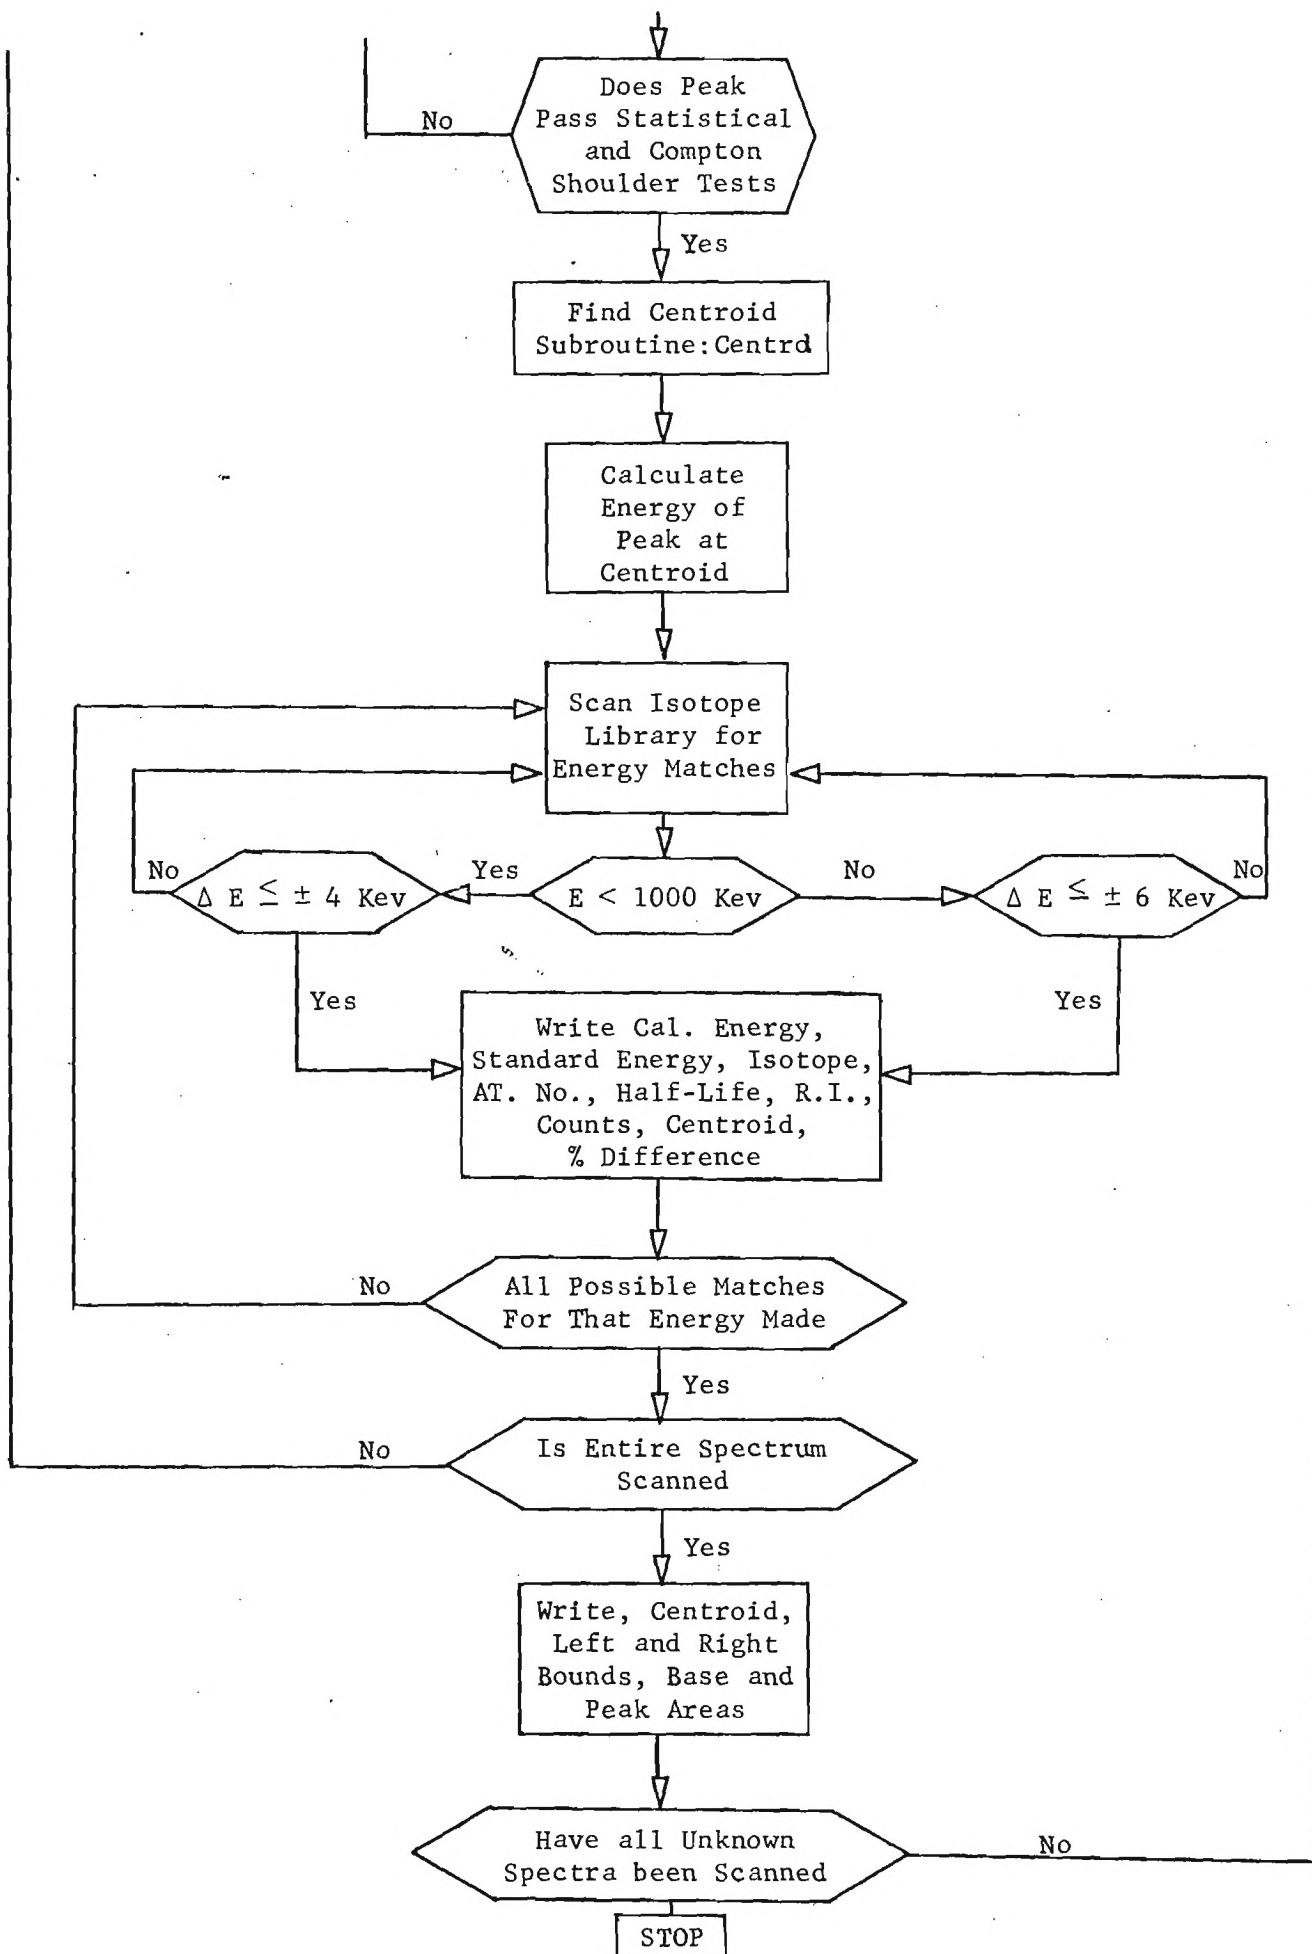 Does Peak
Pass Statistical
and Compton
Shoulder Tests
No
Yes
Find Centroid
Subroutine:Centrd
Calculate
Energy of
Peak at
Centroid
Scan Isotope
Library for
Energy Matches
No
Δ E ≤ ± 4 Kev
Yes
E < 1000 Kev
No
Δ E ≤ ± 6 Kev
No
Yes
Yes
Write Cal. Energy,
Standard Energy, Isotope,
AT. No., Half-Life, R.I.,
Counts, Centroid,
% Difference
No
All Possible Matches
For That Energy Made
Yes
No
Is Entire Spectrum
Scanned
Yes
Write, Centroid,
Left and Right
Bounds, Base and
Peak Areas
Have all Unknown
Spectra been Scanned
No
STOP